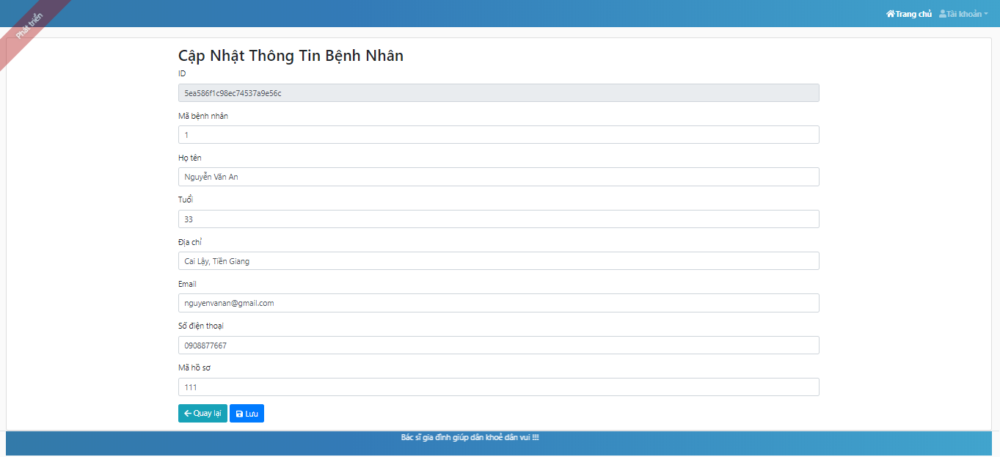 Phát triển
Trang chủ Tài khoản
Cập Nhật Thông Tin Bệnh Nhân
ID
5ea586f1c98ec74537a9e56c
Mã bệnh nhân
1
Họ tên
Nguyễn Văn An
Tuổi
33
Địa chỉ
Cai Lậy, Tiền Giang
Email
nguyenvanan@gmail.com
Số điện thoại
0908877667
Mã hồ sơ
111
Quay lại Lưu
Bác sĩ gia đình giúp dân khoẻ dân vui !!!